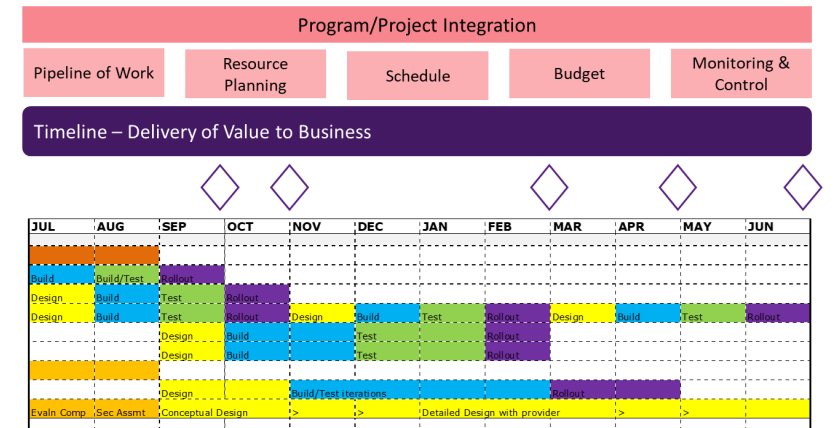 Program/Project Integration
Pipeline of Work
Resource
Planning
Schedule
Budget
Monitoring &
Control
Timeline – Delivery of Value to Business
JUL AUG SEP OCT NOV DEC JAN FEB MAR APR MAY JUN
Build Build/Test Rollout
Design Build Test Rollout
Design Build Test Rollout Design Build Test Rollout Design Build Test Rollout
Design Build Test Rollout
Design Build Test Rollout
Design Build/Test iterations Rollout
Evaln Comp Sec Assmt Conceptual Design > > Detailed Design with provider > >